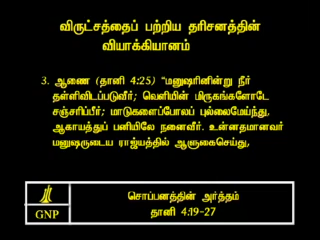 விருட்சத்தைப் பற்றிய தரிசனத்தின்
வியாக்கியானம்
3. ஆணை (தானி 4:25) "மனுஷரினின்று நீர்
தள்ளிவிடப்படுவீர்; வெளியின் மிருகங்களோடே
சஞ்சரிப்பீர்; மாடுகளைப்போலப் புல்லைமேய்ந்து,
ஆகாயத்துப் பனியிலே நனைவீர். உன்னதமானவர்
மனுஷருடைய ராஜ்யத்தில் ஆளுகைசெய்து,
சொப்பனத்தின் அர்த்தம்
தானி 4:19-27
GNP